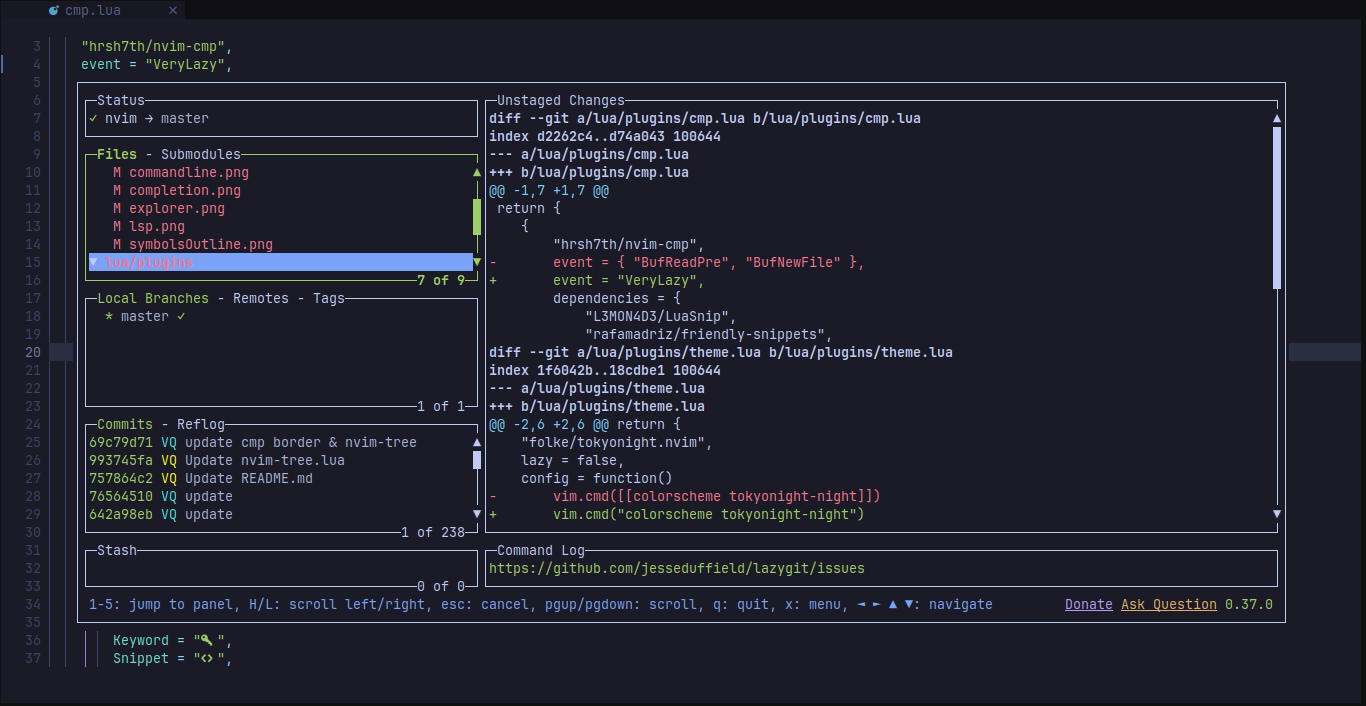 cmp.lua ×
3 "hrsh7th/nvim-cmp",
4 event = "VeryLazy",
5
6
7
8
9
10
11
12
13
14
15
16
17
18
19
20
21
22
23
24
25
26
27
28
29
30
31
32
33
34
35
36 Keyword = "",
37 Snippet = "",
Status
✓ nvim → master
Files - Submodules
M commandline.png
M completion.png
M explorer.png
M lsp.png
M symbolsOutline.png
▼ lua/plugins
7 of 9
Local Branches - Remotes - Tags
* master ✓
1 of 1
Commits - Reflog
69c79d71 VQ update cmp border & nvim-tree
993745fa VQ Update nvim-tree.lua
757864c2 VQ Update README.md
76564510 VQ update
642a98eb VQ update
1 of 238
Stash
0 of 0
Unstaged Changes
diff --git a/lua/plugins/cmp.lua b/lua/plugins/cmp.lua
index d2262c4..d74a043 100644
--- a/lua/plugins/cmp.lua
+++ b/lua/plugins/cmp.lua
@@ -1,7 +1,7 @@
return {
{
"hrsh7th/nvim-cmp",
- event = { "BufReadPre", "BufNewFile" },
+ event = "VeryLazy",
dependencies = {
"L3MON4D3/LuaSnip",
"rafamadriz/friendly-snippets",
diff --git a/lua/plugins/theme.lua b/lua/plugins/theme.lua
index 1f6042b..18cdbe1 100644
--- a/lua/plugins/theme.lua
+++ b/lua/plugins/theme.lua
@@ -2,6 +2,6 @@ return {
"folke/tokyonight.nvim",
lazy = false,
config = function()
- vim.cmd([[colorscheme tokyonight-night]])
+ vim.cmd("colorscheme tokyonight-night")
Command Log
https://github.com/jesseduffield/lazygit/issues
1-5: jump to panel, H/L: scroll left/right, esc: cancel, pgup/pgdown: scroll, q: quit, x: menu, ◄ ► ▲ ▼: navigate Donate Ask Question 0.37.0